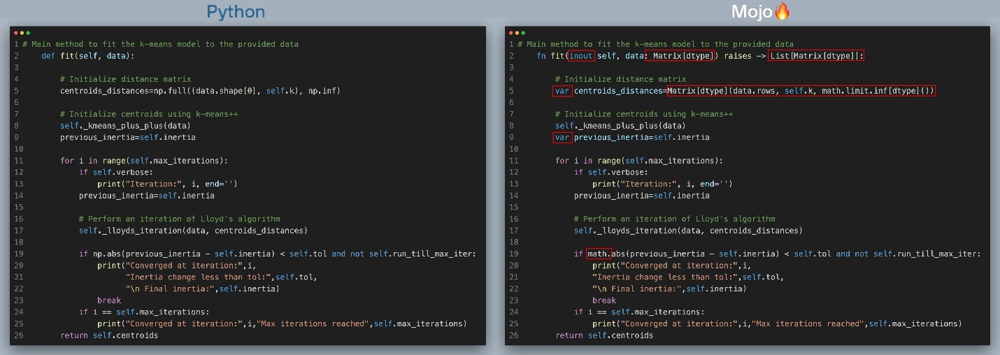 Python
1 # Main method to fit the k-means model to the provided data
2 def fit(self, data):
3
4 # Initialize distance matrix
5 centroids_distances=np.full((data.shape[0], self.k), np.inf)
6
7 # Initialize centroids using k-means++
8 self._kmeans_plus_plus(data)
9 previous_inertia=self.inertia
10
11 for i in range(self.max_iterations):
12 if self.verbose:
13 print("Iteration:", i, end='')
14 previous_inertia=self.inertia
15
16 # Perform an iteration of Lloyd's algorithm
17 self._lloyds_iteration(data, centroids_distances)
18
19 if np.abs(previous_inertia - self.inertia) < self.tol and not self.run_till_max_iter:
20 print("Converged at iteration:",i,
21 "Inertia change less than tol:",self.tol,
22 "\n Final inertia:",self.inertia)
23 break
24 if i == self.max_iterations:
25 print("Converged at iteration:",i,"Max iterations reached",self.max_iterations)
26 return self.centroids
Mojo🔥
1 # Main method to fit the k-means model to the provided data
2 fn fit(inout self, data: Matrix[dtype]) raises -> List[Matrix[dtype]]:
3
4 # Initialize distance matrix
5 var centroids_distances=Matrix[dtype](data.rows, self.k, math.limit.inf[dtype]())
6
7 # Initialize centroids using k-means++
8 self._kmeans_plus_plus(data)
9 var previous_inertia=self.inertia
10
11 for i in range(self.max_iterations):
12 if self.verbose:
13 print("Iteration:", i, end='')
14 previous_inertia=self.inertia
15
16 # Perform an iteration of Lloyd's algorithm
17 self._lloyds_iteration(data, centroids_distances)
18
19 if math.abs(previous_inertia - self.inertia) < self.tol and not self.run_till_max_iter:
20 print("Converged at iteration:",i,
21 "Inertia change less than tol:",self.tol,
22 "\n Final inertia:",self.inertia)
23 break
24 if i == self.max_iterations:
25 print("Converged at iteration:",i,"Max iterations reached",self.max_iterations)
26 return self.centroids